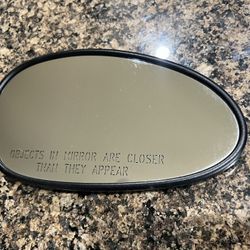 OBJECTS IN MIRROR ARE CLOSER
THAN THEY APPEAR